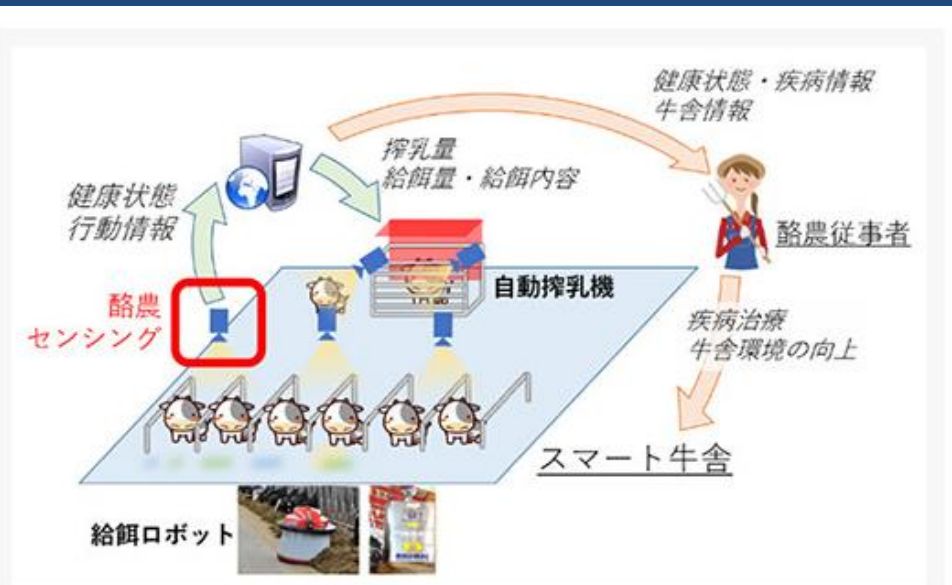 健康状態・疾病情報
牛舎情報
搾乳量
給餌量・給餌内容
健康状態
行動情報
酪農従事者
自動搾乳機
酪農
センシング
疾病治療
牛舎環境の向上
スマート牛舎
給餌ロボット